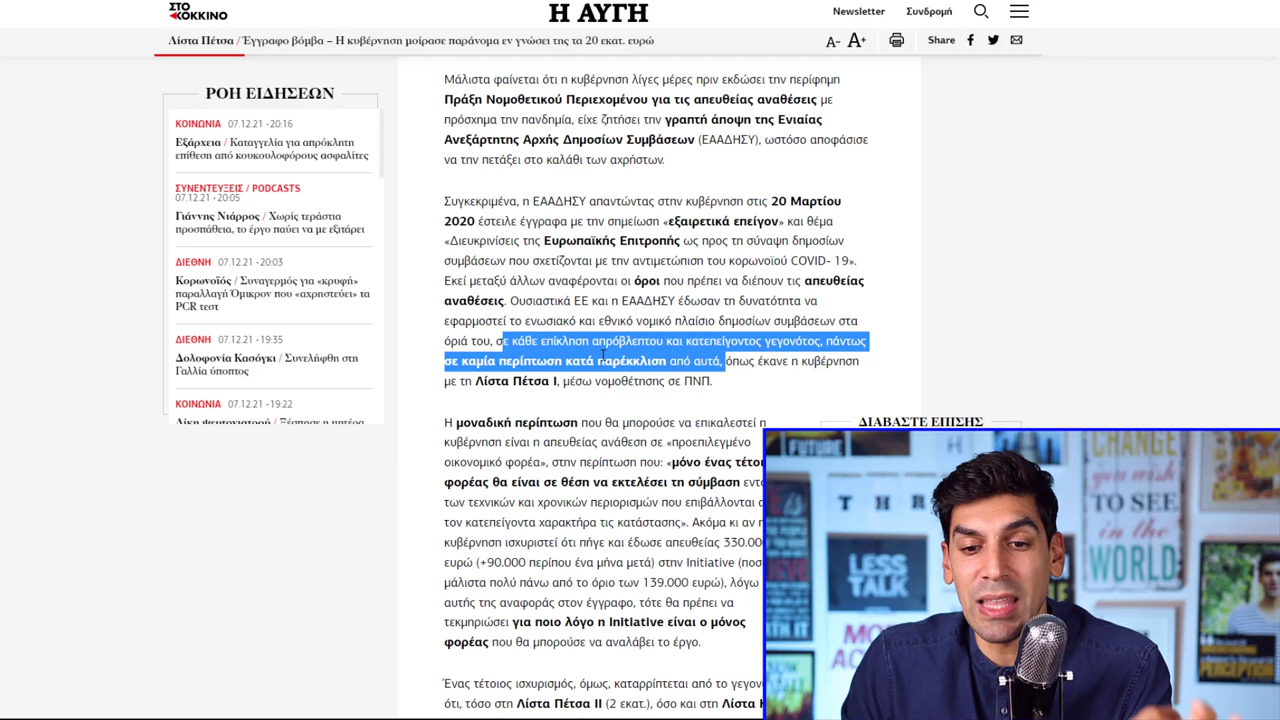 ΣΤΟ
ΚΟΚΚΙΝΟ
Η ΑΥΓΗ
Newsletter
Συνδρομή
Λίστα Πέτσα / Έγγραφο βόμβα – Η κυβέρνηση μοίρασε παράνομα εν γνώσει της τα 20 εκατ. ευρώ
A- A+
Share
ΡΟΗ ΕΙΔΗΣΕΩΝ
ΚΟΙΝΩΝΙΑ 07.12.21 • 20:16
Εξάρχεια / Καταγγελία για απρόκλητη
επίθεση από κουκουλοφόρους ασφαλίτες
ΣΥΝΕΝΤΕΥΞΕΙΣ / PODCASTS
07.12.21 • 20:05
Γιάννης Νιάρρος / Χωρίς τεράστια
προσπάθεια, το έργο παύει να με εξιτάρει
ΔΙΕΘΝΗ 07.12.21 • 20:03
Κορωνοϊός / Συναγερμός για «κρυφή»
παραλλαγή Όμικρον που «αχρηστεύει» τα
PCR τεστ
ΔΙΕΘΝΗ 07.12.21 • 19:35
Δολοφονία Κασόγκι / Συνελήφθη στη
Γαλλία ύποπτος
ΚΟΙΝΩΝΙΑ 07.12.21 • 19:22
Μάλιστα φαίνεται ότι η κυβέρνηση λίγες μέρες πριν εκδώσει την περίφημη
Πράξη Νομοθετικού Περιεχομένου για τις απευθείας αναθέσεις με
πρόσχημα την πανδημία, είχε ζητήσει την γραπτή άποψη της Ενιαίας
Ανεξάρτητης Αρχής Δημοσίων Συμβάσεων (ΕΑΑΔΗΣΥ), ωστόσο αποφάσισε
να την πετάξει στο καλάθι των αχρήστων.
Συγκεκριμένα, η ΕΑΑΔΗΣΥ απαντώντας στην κυβέρνηση στις 20 Μαρτίου
2020 έστειλε έγγραφα με την σημείωση «εξαιρετικά επείγον» και θέμα
«Διευκρινίσεις της Ευρωπαϊκής Επιτροπής ως προς τη σύναψη δημοσίων
συμβάσεων που σχετίζονται με την αντιμετώπιση του κορωνοϊού COVID- 19».
Εκεί μεταξύ άλλων αναφέρονται οι όροι που πρέπει να διέπουν τις απευθείας
αναθέσεις. Ουσιαστικά ΕΕ και η ΕΑΑΔΗΣΥ έδωσαν τη δυνατότητα να
εφαρμοστεί το ενωσιακό και εθνικό νομικό πλαίσιο δημοσίων συμβάσεων στα
όριά του, σε κάθε επίκληση απρόβλεπτου και κατεπείγοντος γεγονότος, πάντως
σε καμία περίπτωση κατά παρέκκλιση από αυτά, όπως έκανε η κυβέρνηση
με τη Λίστα Πέτσα Ι, μέσω νομοθέτησης σε ΠΝΠ.
Η μοναδική περίπτωση που θα μπορούσε να επικαλεστεί η
κυβέρνηση είναι η απευθείας ανάθεση σε «προεπιλεγμένο
οικονομικό φορέα», στην περίπτωση που: «μόνο ένας
φορέας θα είναι σε θέση να εκτελέσει τη σύμβαση
των τεχνικών και χρονικών περιορισμών που επιβάλλονται
τον κατεπείγοντα χαρακτήρα τις κατάστασης». Ακόμα κι αν η
κυβέρνηση ισχυριστεί ότι πήγε και έδωσε απευθείας
ευρώ (+90.000 περίπου ένα μήνα μετά) στην Initiative
μάλιστα πολύ πάνω από το όριο των 139.000 ευρώ), λόγω
αυτής της αναφοράς στον έγγραφο, τότε θα πρέπει να
τεκμηριώσει για ποιο λόγο η Initiative είναι ο μόνος
φορέας που θα μπορούσε να αναλάβει το έργο.
Ένας τέτοιος ισχυρισμός, όμως, καταρρίπτεται από το
ότι, τόσο στη Λίστα Πέτσα ΙΙ (2 εκατ.), όσο και στη Λίστα
ΔΙΑΒΑΣΤΕ ΕΠΙΣΗΣ
FUTURE
CHANGE
YOU WISH
TO SEE
in the
WORLD
LESS
TALK